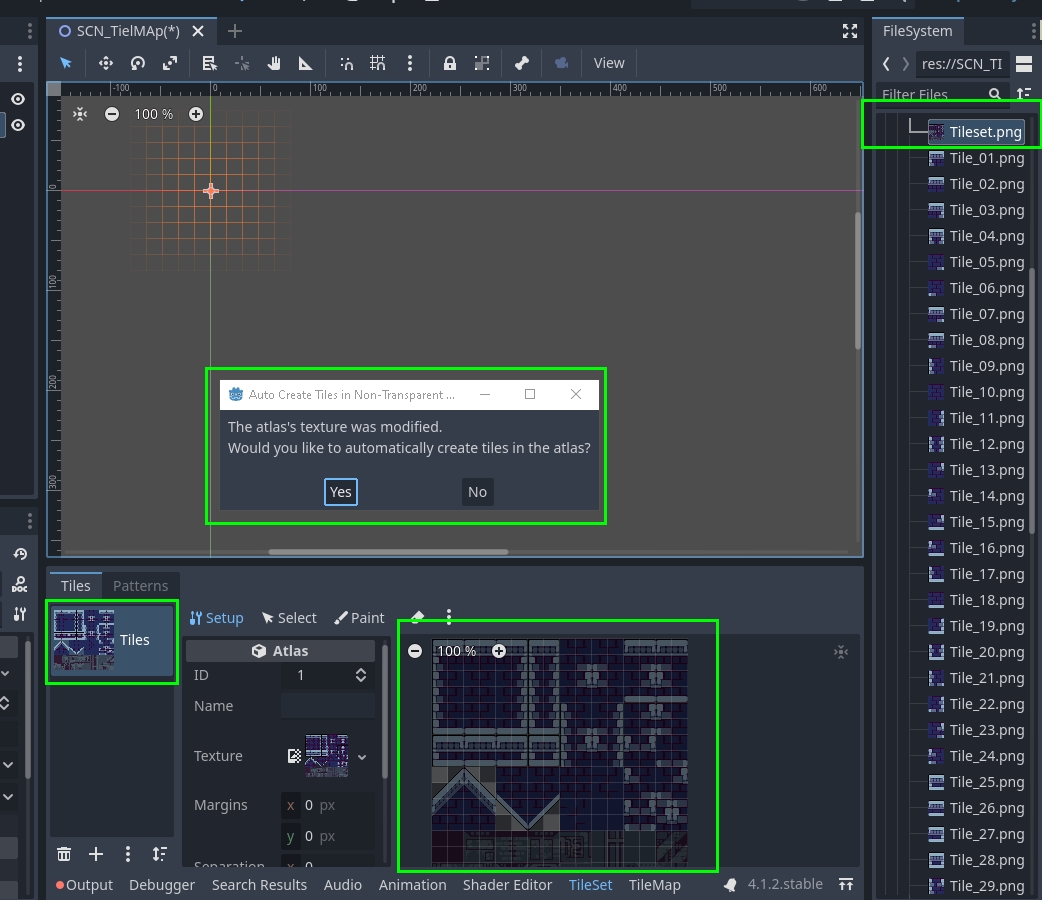 SCN_TielMAp(*)
FileSystem
View
res://SCN_TI
Filter Files
-100
0
100
200
300
400
500
600
100 %
0
100
200
300
Tileset.png
Tile_01.png
Tile_02.png
Tile_03.png
Tile_04.png
Tile_05.png
Tile_06.png
Tile_07.png
Tile_08.png
Tile_09.png
Tile_10.png
Tile_11.png
Tile_12.png
Tile_13.png
Tile_14.png
Tile_15.png
Tile_16.png
Tile_17.png
Tile_18.png
Tile_19.png
Tile_20.png
Tile_21.png
Tile_22.png
Tile_23.png
Tile_24.png
Tile_25.png
Tile_26.png
Tile_27.png
Tile_28.png
Tile_29.png
Auto Create Tiles in Non-Transparent ...
The atlas's texture was modified.
Would you like to automatically create tiles in the atlas?
Yes No
DOC
Tiles Patterns
Tiles
Setup Select Paint
Atlas
ID 1
Name
Texture
Margins x 0 px
y 0 px
Separation x 0
100 %
Output Debugger Search Results Audio Animation Shader Editor TileSet TileMap 4.1.2.stable